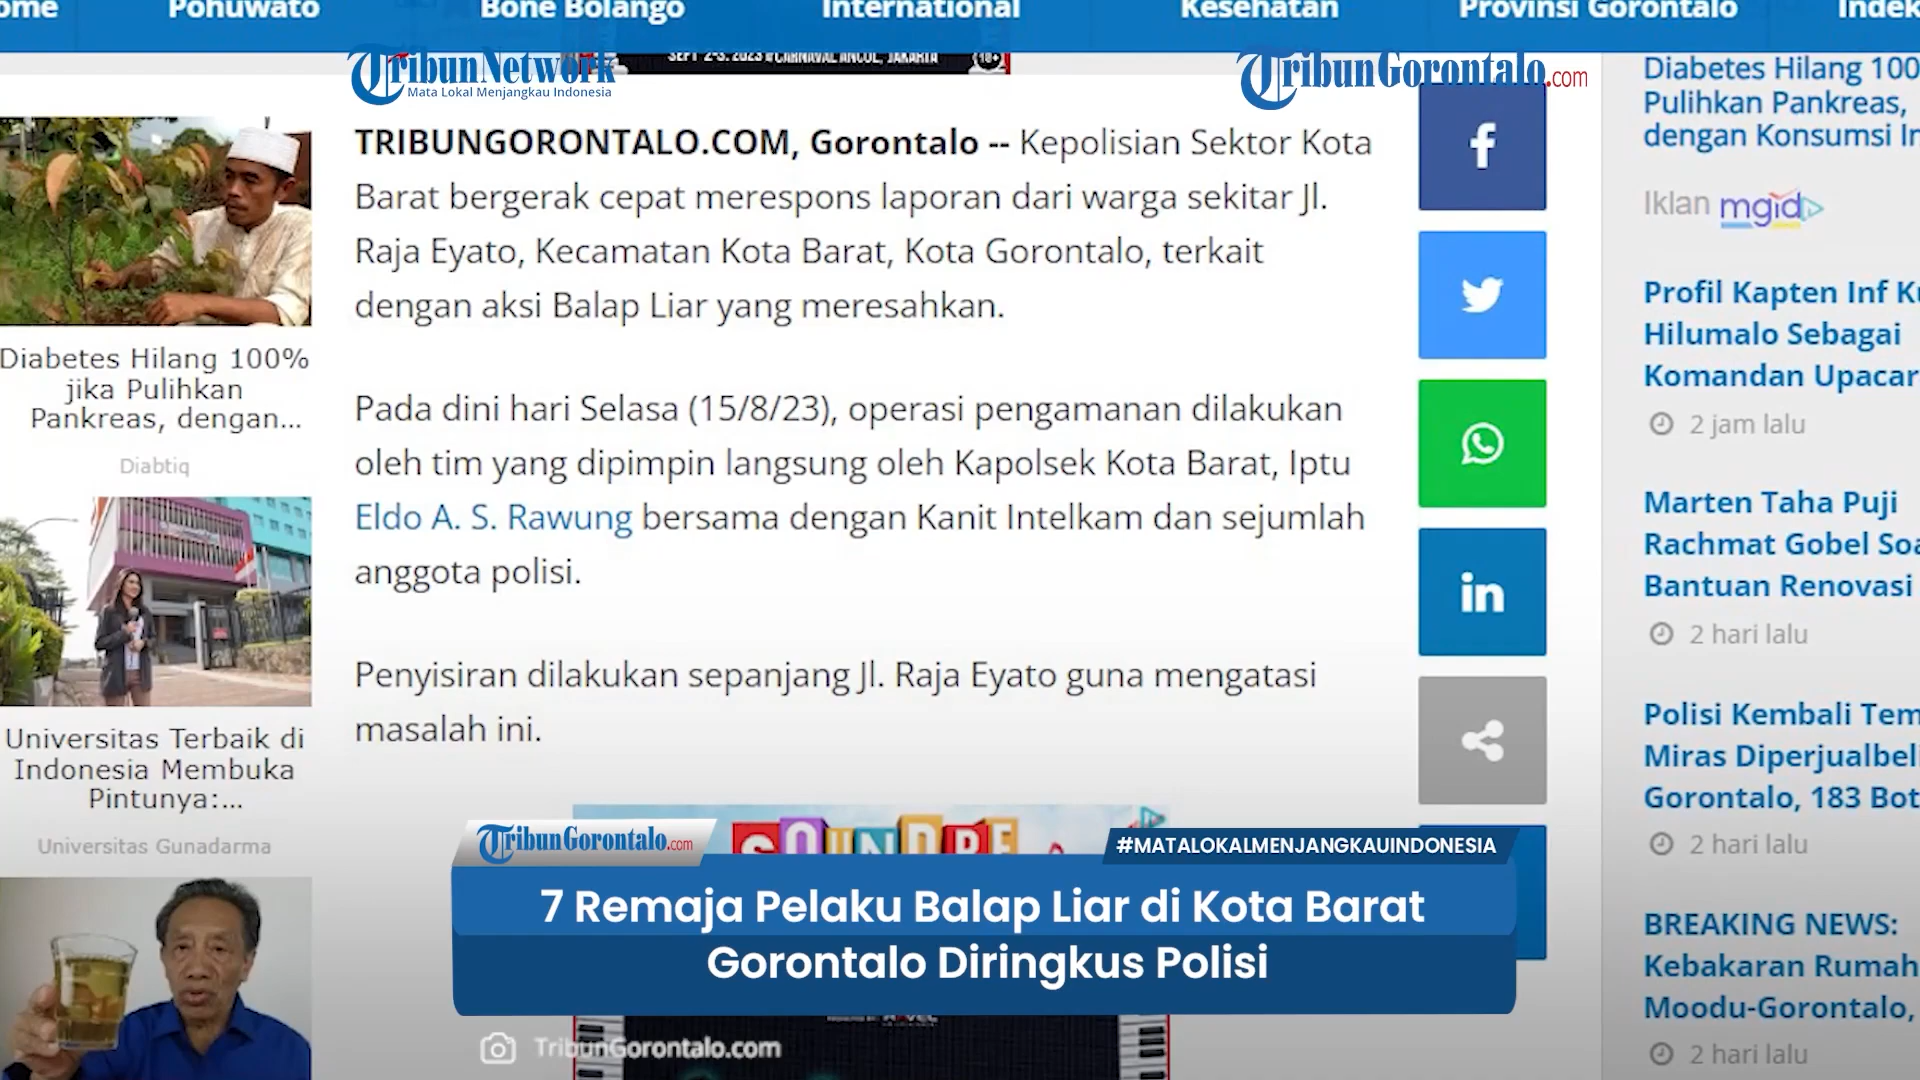 Pohuwato
Bone Bolango
International
Kesehatan
Provinsi Gorontalo
SEPT 2-3, 2023 CARNAVAL ANCOL, JAKARTA
18+
TribunNetwork
Mata Lokal Menjangkau Indonesia
TribunGorontalo.com
Diabetes Hilang 100%
jika Pulihkan
Pankreas, dengan...
Diabtiq
Universitas Terbaik di
Indonesia Membuka
Pintunya:...
Universitas Gunadarma
TRIBUNGORONTALO.COM, Gorontalo -- Kepolisian Sektor Kota
Barat bergerak cepat merespons laporan dari warga sekitar Jl.
Raja Eyato, Kecamatan Kota Barat, Kota Gorontalo, terkait
dengan aksi Balap Liar yang meresahkan.
Pada dini hari Selasa (15/8/23), operasi pengamanan dilakukan
oleh tim yang dipimpin langsung oleh Kapolsek Kota Barat, Iptu
Eldo A. S. Rawung bersama dengan Kanit Intelkam dan sejumlah
anggota polisi.
Penyisiran dilakukan sepanjang Jl. Raja Eyato guna mengatasi
masalah ini.
Diabetes Hilang 100
Pulihkan Pankreas,
dengan Konsumsi
Iklan mgid
Profil Kapten Inf
Hilumalo Sebagai
Komandan
2 jam lalu
Marten Taha Puji
Rachmat Gobel
Bantuan Renovasi
2 hari lalu
Polisi Kembali
Miras
Gorontalo, 183
2 hari lalu
BREAKING NEWS:
Kebakaran Rumah
Moodu-Gorontalo,
2 hari lalu
TribunGorontalo.com
#MATALOKALMENJANGKAUINDONESIA
7 Remaja Pelaku Balap Liar di Kota Barat
Gorontalo Diringkus Polisi
TribunGorontalo.com